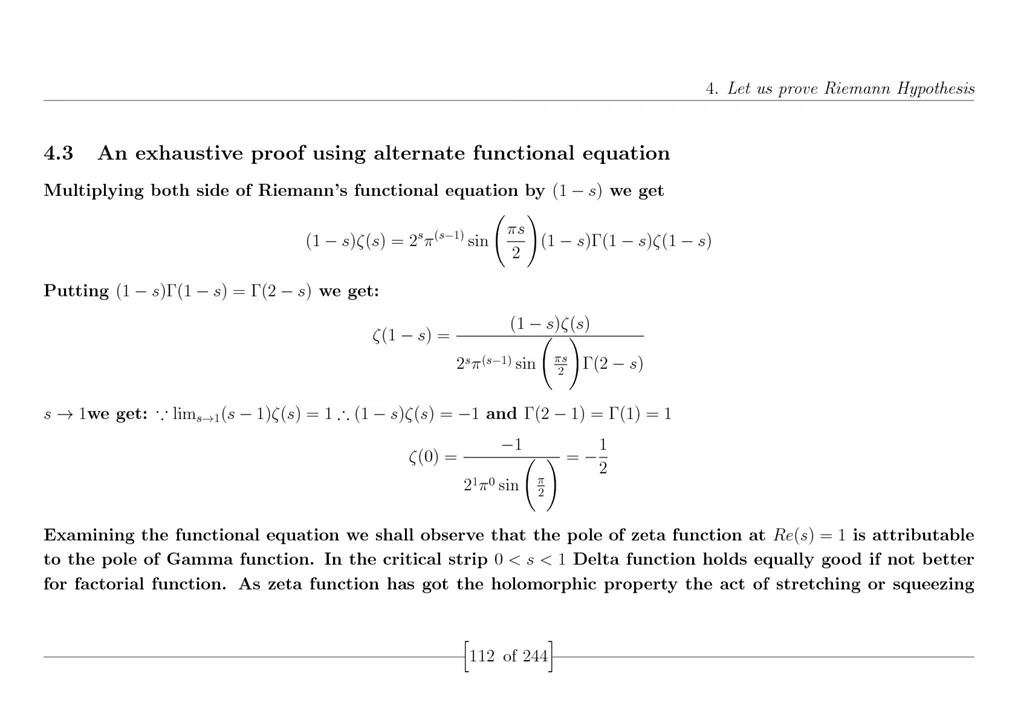 4. Let us prove Riemann Hypothesis
4.3 An exhaustive proof using alternate functional equation
Multiplying both side of Riemann's functional equation by (1 − s) we get
(1 − s)ζ(s) = 2^s π^(s−1) sin(πs/2)(1 − s)Γ(1 − s)ζ(1 − s)
Putting (1 − s)Γ(1 − s) = Γ(2 − s) we get:
ζ(1 − s) = (1 − s)ζ(s) / 2^s π^(s−1) sin(πs/2)Γ(2 − s)
s → 1we get: ∵ lim_{s→1}(s − 1)ζ(s) = 1 ∴ (1 − s)ζ(s) = −1 and Γ(2 − 1) = Γ(1) = 1
ζ(0) = −1 / 2^1 π^0 sin(π/2) = −1/2
Examining the functional equation we shall observe that the pole of zeta function at Re(s) = 1 is attributable
to the pole of Gamma function. In the critical strip 0 < s < 1 Delta function holds equally good if not better
for factorial function. As zeta function has got the holomorphic property the act of stretching or squeezing
[112 of 244]